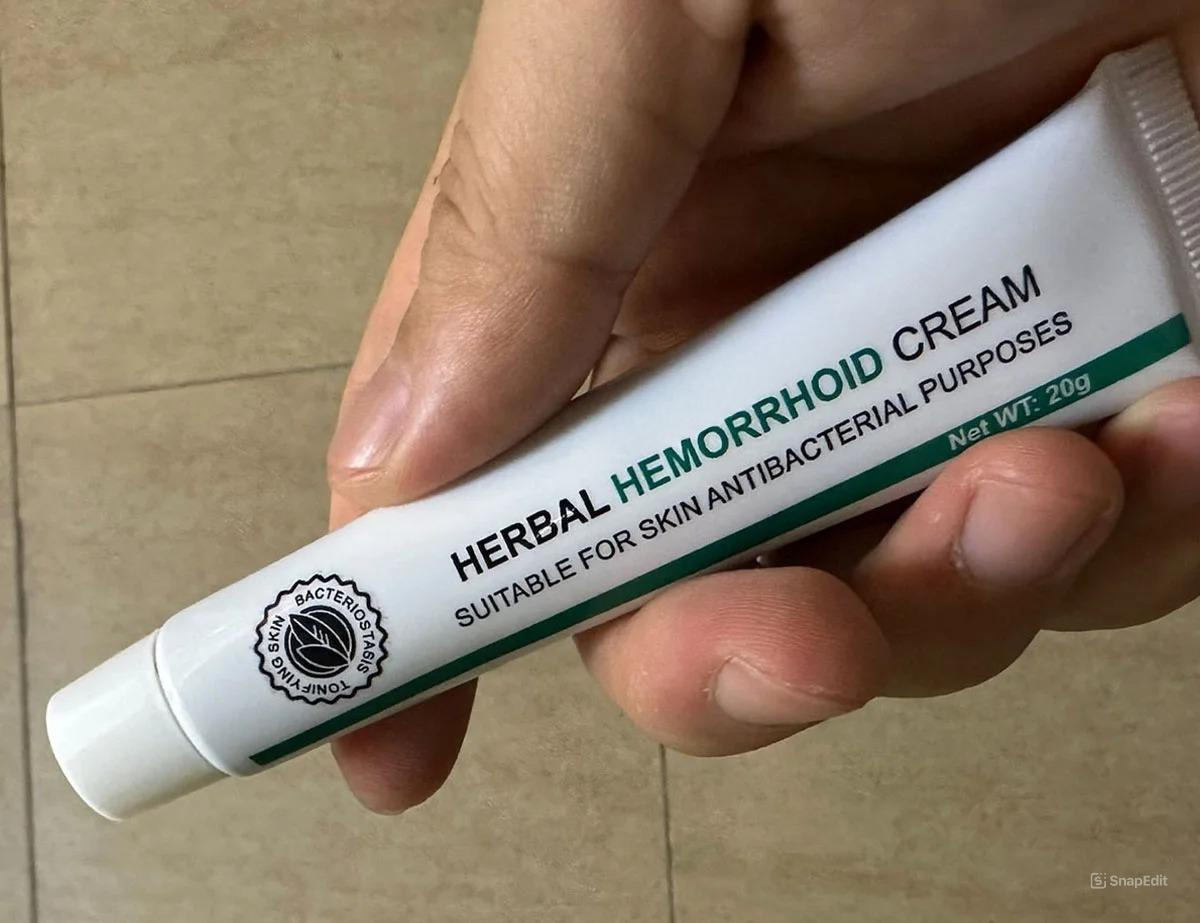 HERBAL HEMORRHOID CREAM
SUITABLE FOR SKIN ANTIBACTERIAL PURPOSES
Net WT: 20g
BACTERIOSTASIS
TONIFYING SKIN
SnapEdit